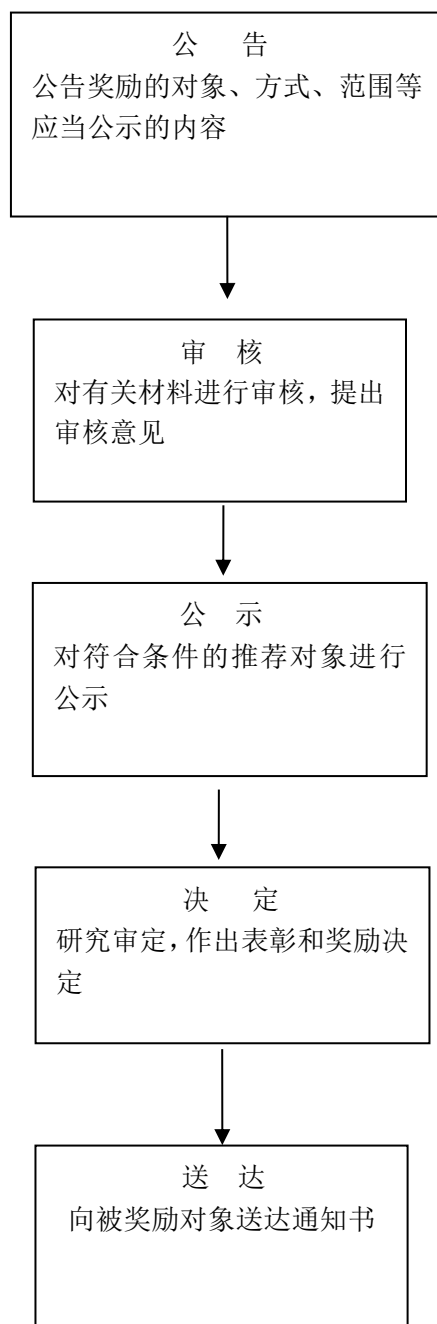 公 告
公告奖励的对象、方式、范围等
应当公示的内容
审 核
对有关材料进行审核，提出
审核意见
公 示
对符合条件的推荐对象进行
公示
决 定
研究审定，作出表彰和奖励决
定
送 达
向被奖励对象送达通知书